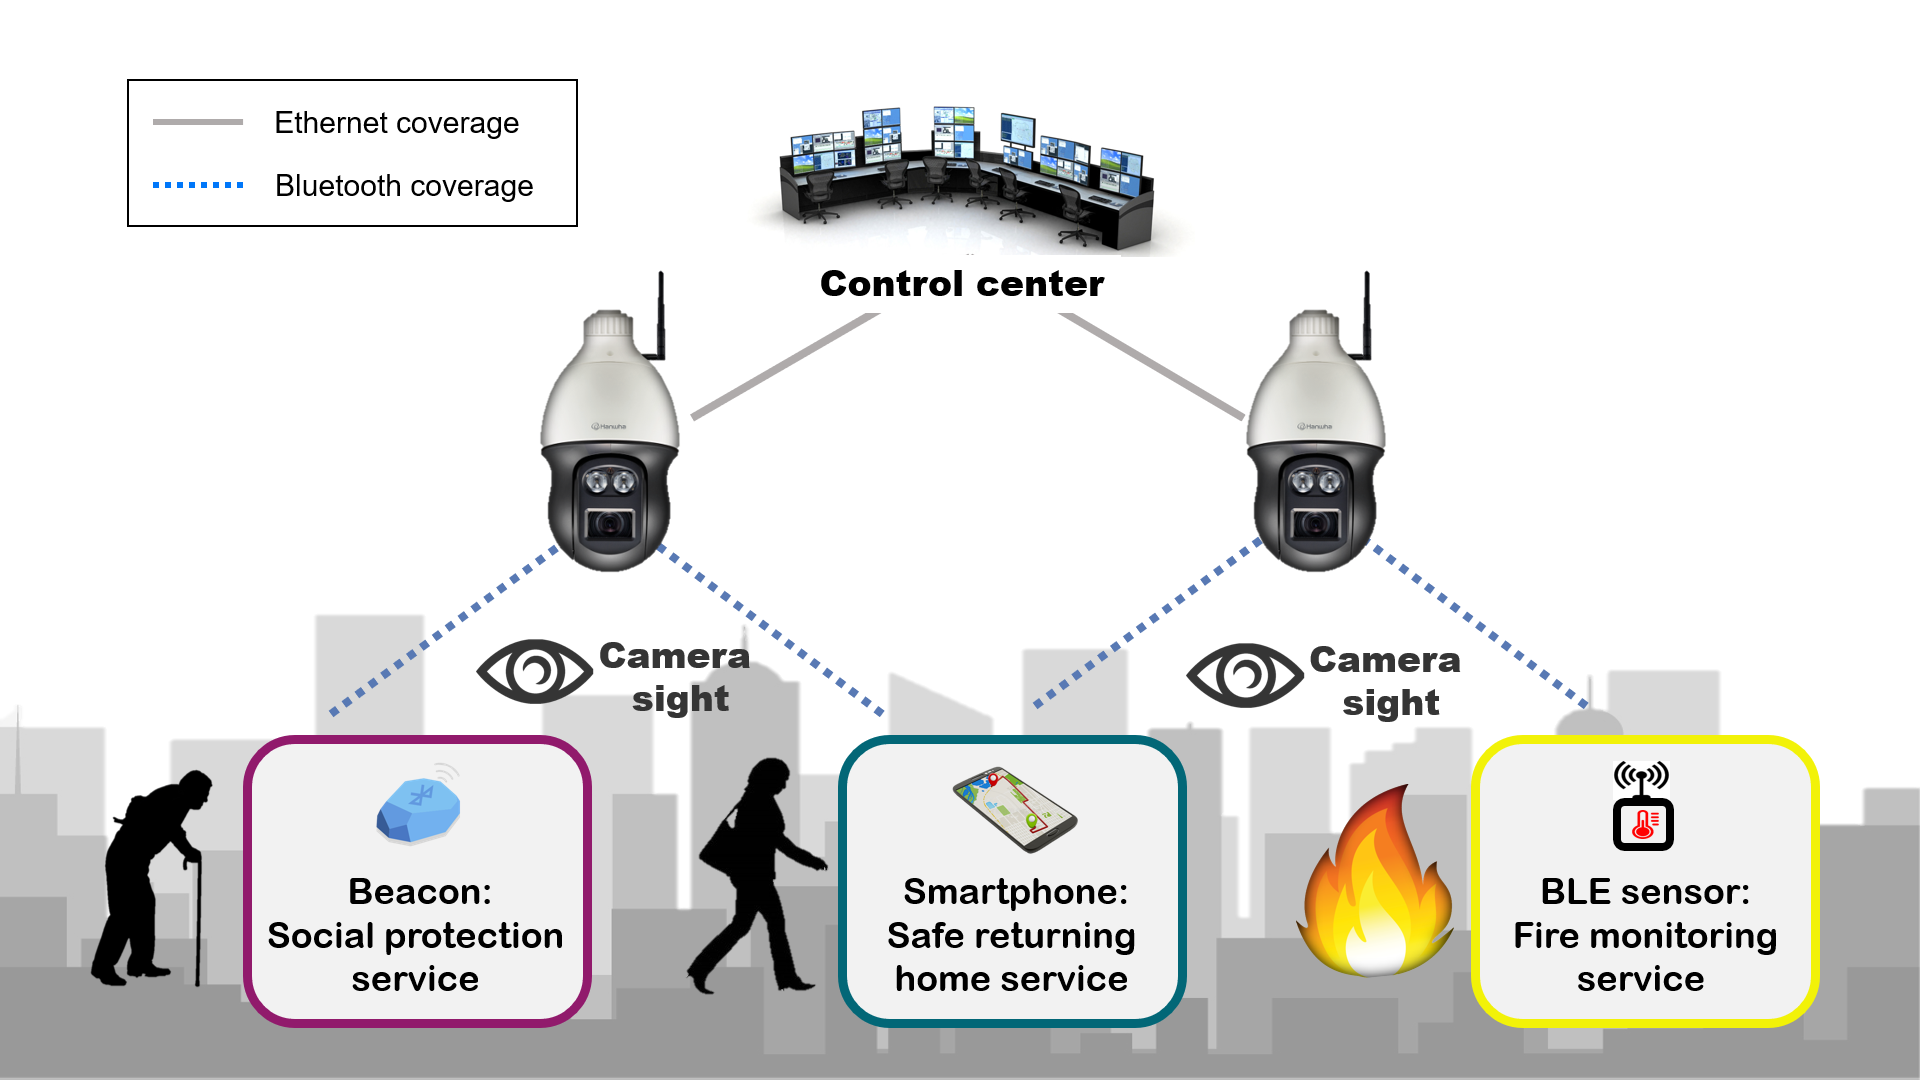 Ethernet coverage
Bluetooth coverage
Control center
Hanwha
Hanwha
Camera
sight
Camera
sight
Beacon:
Social protection
service
Smartphone:
Safe returning
home service
BLE sensor:
Fire monitoring
service